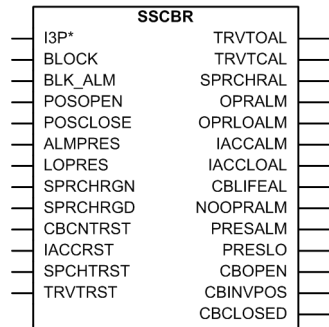 SSCBR
I3P* TRVTOAL
BLOCK TRVTCAL
BLK_ALM SPRCHRAL
POSOPEN OPRALM
POSCLOSE OPRLOALM
ALMPRES IACCALM
LOPRES IACCLOAL
SPRCHRGN CBLIFEAL
SPRCHRGD NOOPRALM
CBCNTRST PRESALM
IACCRST PRESLO
SPCHTRST CBOPEN
TRVTRST CBINVPOS
CBCLOSED